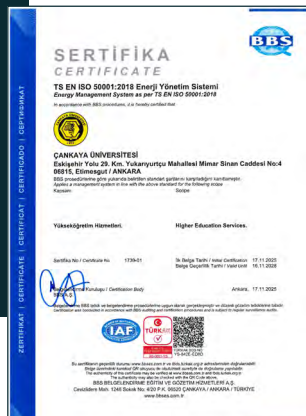 BBS
SERTİFİKA
CERTIFICATE
TS EN ISO 50001:2018 Enerji Yönetim Sistemi
Energy Management System as per TS EN ISO 50001:2018
In accordance with BBS procedures, it is hereby certified that
ÇANKAYA ÜNİVERSİTESİ
Eskişehir Yolu 29. Km. Yukarıyurtçu Mahallesi Mimar Sinan Caddesi No:4
06815, Etimesgut / ANKARA
BBS prosedürlerine göre yukarıda belirtilen standart şartlarını karşıladığını kanıtlamıştır.
Applies a management system in line with the above standard for the following scope
Kapsam: Scope:
Yükseköğretim Hizmetleri. Higher Education Services.
Sertifika No / Certificate No. 1739-01
İlk Belge Tarihi / Initial Certification 17.11.2025
Belge Geçerlilik Tarihi / Valid Until 16.11.2028
Kuruluşu / Certification Body
Ankara, 17.11.2025
IAF
TÜRKAK
BBS BELGELENDİRME EĞİTİM VE GÖZETİM HİZMETLERİ A.Ş.
Cevizlidere Mah. 1246 Sokak No: 4/20 P.K. 06520 ÇANKAYA / ANKARA / TÜRKİYE
www.bbses.com.tr
ZERTIFIKAT | CERTIFICATE | CERTIFICADO | СЕРТИФИКАТ